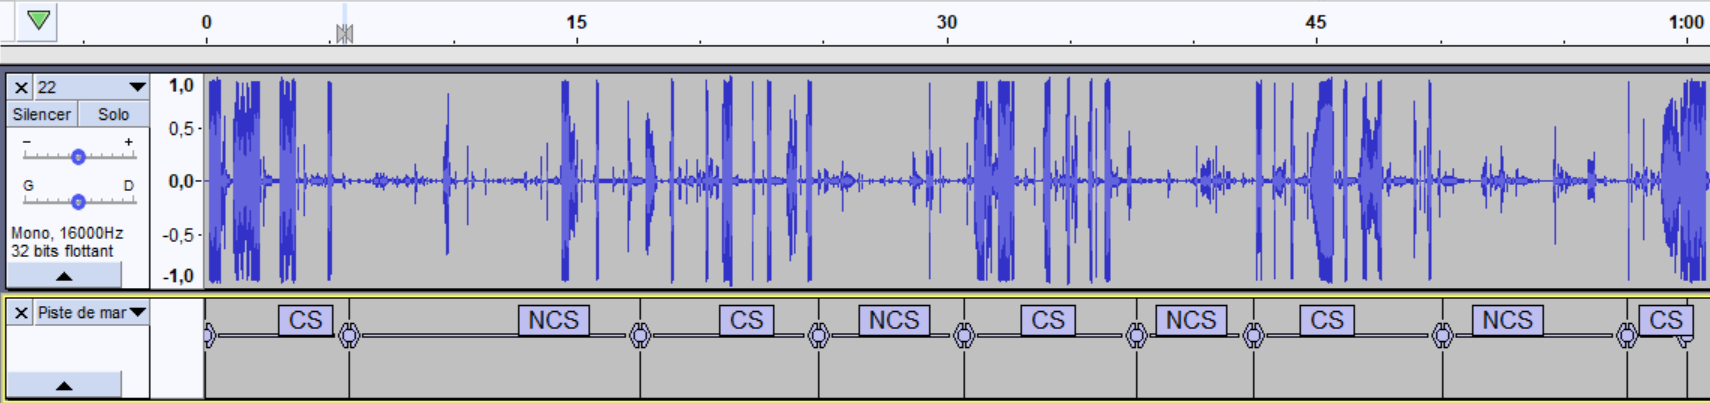 0 15 30 45 1:00
× 22
Silencer Solo
- +
G D
Mono, 16000Hz
32 bits flottant
1,0
0,5
0,0
-0,5
-1,0
× Piste de mar
CS NCS CS NCS CS NCS CS NCS CS